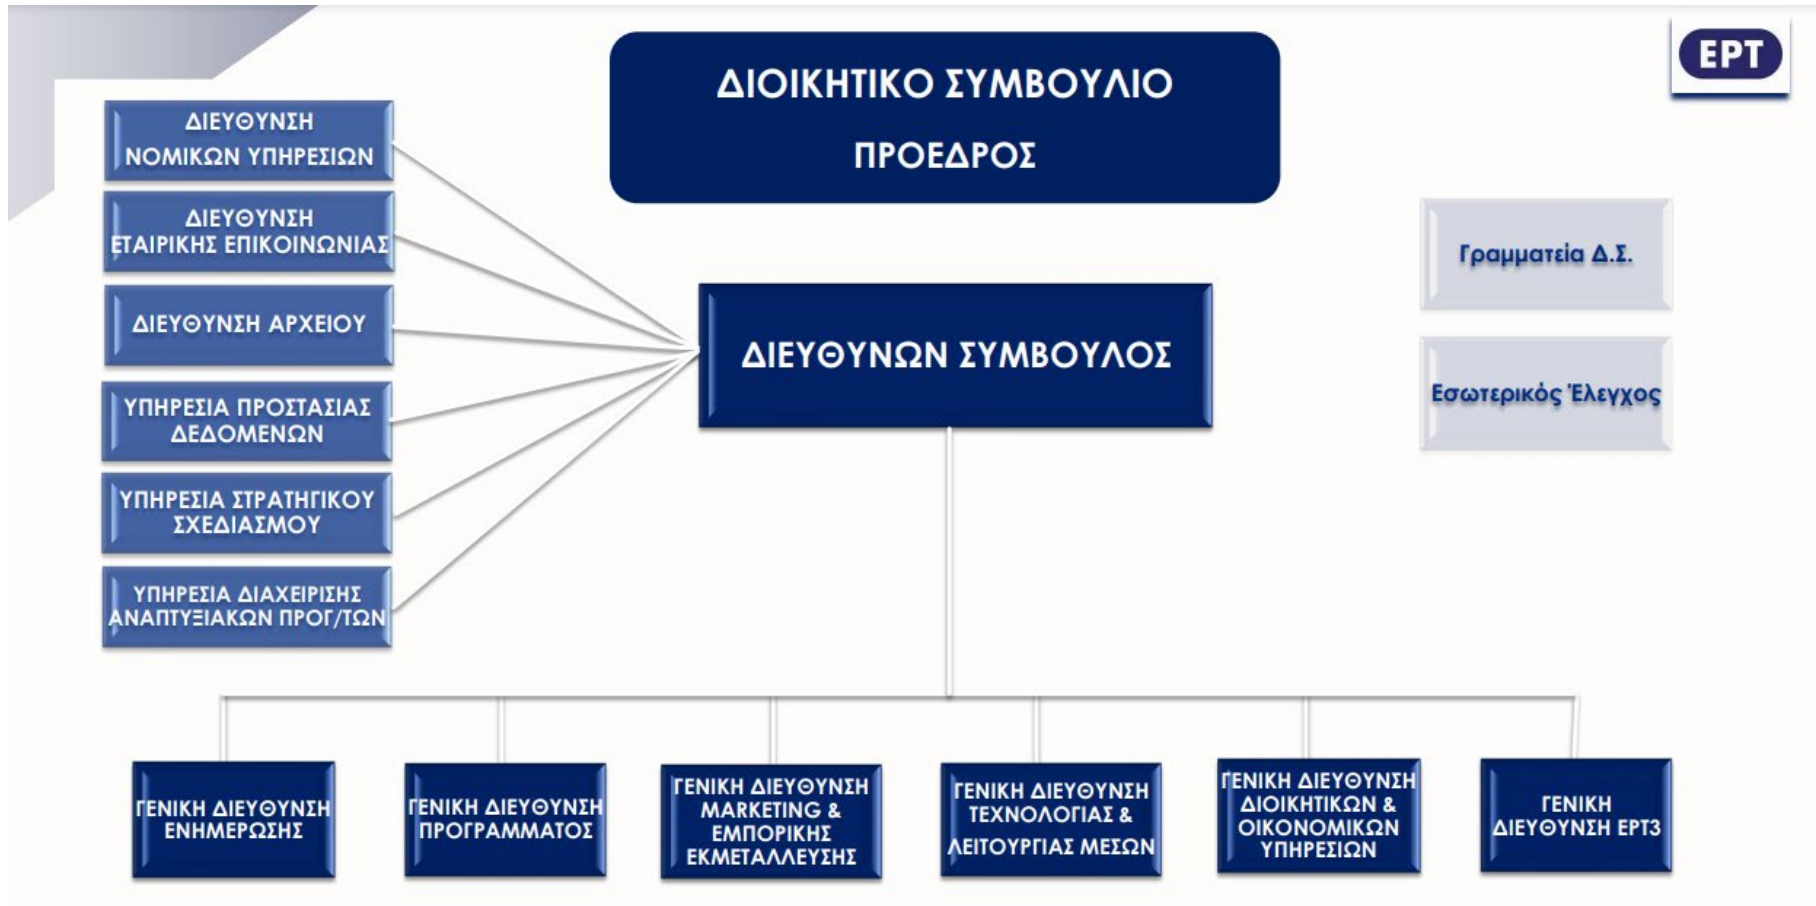 ΔΙΟΙΚΗΤΙΚΟ ΣΥΜΒΟΥΛΙΟ
ΠΡΟΕΔΡΟΣ
ΕΡΤ
ΔΙΕΥΘΥΝΣΗ
ΝΟΜΙΚΩΝ ΥΠΗΡΕΣΙΩΝ
ΔΙΕΥΘΥΝΣΗ
ΕΤΑΙΡΙΚΗΣ ΕΠΙΚΟΙΝΩΝΙΑΣ
ΔΙΕΥΘΥΝΣΗ ΑΡΧΕΙΟΥ
ΥΠΗΡΕΣΙΑ ΠΡΟΣΤΑΣΙΑΣ
ΔΕΔΟΜΕΝΩΝ
ΥΠΗΡΕΣΙΑ ΣΤΡΑΤΗΓΙΚΟΥ
ΣΧΕΔΙΑΣΜΟΥ
ΥΠΗΡΕΣΙΑ ΔΙΑΧΕΙΡΙΣΗΣ
ΑΝΑΠΤΥΞΙΑΚΩΝ ΠΡΟΓ/ΤΩΝ
ΔΙΕΥΘΥΝΩΝ ΣΥΜΒΟΥΛΟΣ
Γραμματεία Δ.Σ.
Εσωτερικός Έλεγχος
ΓΕΝΙΚΗ ΔΙΕΥΘΥΝΣΗ
ΕΝΗΜΕΡΩΣΗΣ
ΓΕΝΙΚΗ ΔΙΕΥΘΥΝΣΗ
ΠΡΟΓΡΑΜΜΑΤΟΣ
ΓΕΝΙΚΗ ΔΙΕΥΘΥΝΣΗ
MARKETING &
ΕΜΠΟΡΙΚΗΣ
ΕΚΜΕΤΑΛΛΕΥΣΗΣ
ΓΕΝΙΚΗ ΔΙΕΥΘΥΝΣΗ
ΤΕΧΝΟΛΟΓΙΑΣ &
ΛΕΙΤΟΥΡΓΙΑΣ ΜΕΣΩΝ
ΓΕΝΙΚΗ ΔΙΕΥΘΥΝΣΗ
ΔΙΟΙΚΗΤΙΚΩΝ &
ΟΙΚΟΝΟΜΙΚΩΝ
ΥΠΗΡΕΣΙΩΝ
ΓΕΝΙΚΗ
ΔΙΕΥΘΥΝΣΗ ΕΡΤ3